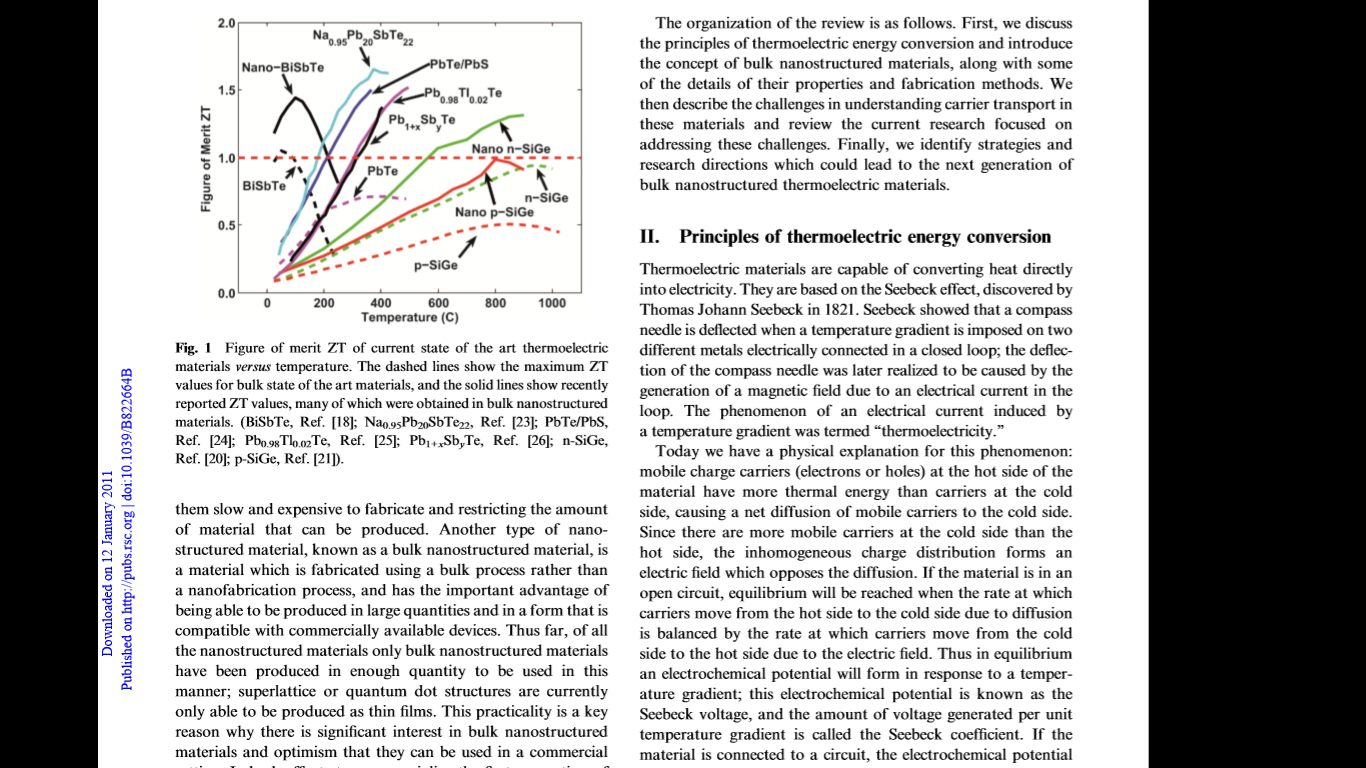 2.0
Na0.95Pb20SbTe22
Nano−BiSbTe
PbTe/PbS
1.5
Pb0.98Tl0.02Te
Pb1+xSbyTe
Nano n−SiGe
1.0
PbTe
BiSbTe
n−SiGe
Nano p−SiGe
0.5
p−SiGe
0.0
Figure of Merit ZT
0 200 400 600 800 1000
Temperature (C)
Fig. 1 Figure of merit ZT of current state of the art thermoelectric
materials versus temperature. The dashed lines show the maximum ZT
values for bulk state of the art materials, and the solid lines show recently
reported ZT values, many of which were obtained in bulk nanostructured
materials. (BiSbTe, Ref. [18]; Na0.95Pb20SbTe22, Ref. [23]; PbTe/PbS,
Ref. [24]; Pb0.98Tl0.02Te, Ref. [25]; Pb1+xSbyTe, Ref. [26]; n-SiGe,
Ref. [20]; p-SiGe, Ref. [21]).
them slow and expensive to fabricate and restricting the amount
of material that can be produced. Another type of nano-
structured material, known as a bulk nanostructured material, is
a material which is fabricated using a bulk process rather than
a nanofabrication process, and has the important advantage of
being able to be produced in large quantities and in a form that is
compatible with commercially available devices. Thus far, of all
the nanostructured materials only bulk nanostructured materials
have been produced in enough quantity to be used in this
manner; superlattice or quantum dot structures are currently
only able to be produced as thin films. This practicality is a key
reason why there is significant interest in bulk nanostructured
materials and optimism that they can be used in a commercial
The organization of the review is as follows. First, we discuss
the principles of thermoelectric energy conversion and introduce
the concept of bulk nanostructured materials, along with some
of the details of their properties and fabrication methods. We
then describe the challenges in understanding carrier transport in
these materials and review the current research focused on
addressing these challenges. Finally, we identify strategies and
research directions which could lead to the next generation of
bulk nanostructured thermoelectric materials.
II. Principles of thermoelectric energy conversion
Thermoelectric materials are capable of converting heat directly
into electricity. They are based on the Seebeck effect, discovered by
Thomas Johann Seebeck in 1821. Seebeck showed that a compass
needle is deflected when a temperature gradient is imposed on two
different metals electrically connected in a closed loop; the deflec-
tion of the compass needle was later realized to be caused by the
generation of a magnetic field due to an electrical current in the
loop. The phenomenon of an electrical current induced by
a temperature gradient was termed “thermoelectricity.”
Today we have a physical explanation for this phenomenon:
mobile charge carriers (electrons or holes) at the hot side of the
material have more thermal energy than carriers at the cold
side, causing a net diffusion of mobile carriers to the cold side.
Since there are more mobile carriers at the cold side than the
hot side, the inhomogeneous charge distribution forms an
electric field which opposes the diffusion. If the material is in an
open circuit, equilibrium will be reached when the rate at which
carriers move from the hot side to the cold side due to diffusion
is balanced by the rate at which carriers move from the cold
side to the hot side due to the electric field. Thus in equilibrium
an electrochemical potential will form in response to a temper-
ature gradient; this electrochemical potential is known as the
Seebeck voltage, and the amount of voltage generated per unit
temperature gradient is called the Seebeck coefficient. If the
material is connected to a circuit, the electrochemical potential
Downloaded on 12 January 2011
Published on http://pubs.rsc.org | doi:10.1039/B822664B